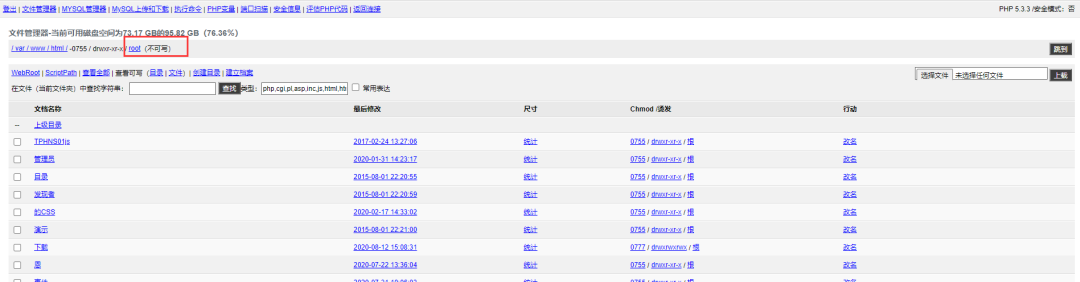 登出 | 文件管理器 | MYSQL管理器 | MySQL上传和下载 | 执行命令 | PHP变量 | 端口扫描 | 安全信息 | 评估PHP代码 | 返回连接 PHP 5.3.3 /安全模式：否
文件管理器-当前可用磁盘空间为73.17 GB的95.82 GB（76.36%）
/ var / www / html / -0755 / drwxr-xr-x / root（不可写） 跳到
WebRoot | ScriptPath | 查看全部 | 查看可写（目录 | 文件）| 创建目录 | 建立档案 选择文件 未选择任何文件 上载
在文件（当前文件夹）中查找字符串： 查找 类型： php,cgi,pl,asp,inc,js,html,ht 常用表达
文档名称 最后修改 尺寸 Chmod /烫发 行动
– 上级目录
TPHNS01js 2017-02-24 13:27:06 统计 0755 / drwxr-xr-x / 根 改名
管理员 2020-01-31 14:23:17 统计 0755 / drwxr-xr-x / 根 改名
目录 2015-08-01 22:20:55 统计 0755 / drwxr-xr-x / 根 改名
发现者 2015-08-01 22:20:59 统计 0755 / drwxr-xr-x / 根 改名
的CSS 2020-02-17 14:33:02 统计 0755 / drwxr-xr-x / 根 改名
演示 2015-08-01 22:21:00 统计 0755 / drwxr-xr-x / 根 改名
下载 2020-08-12 15:08:31 统计 0777 / drwxrwxrwx / 根 改名
恩 2020-07-22 13:36:04 统计 0755 / drwxr-xr-x / 根 改名